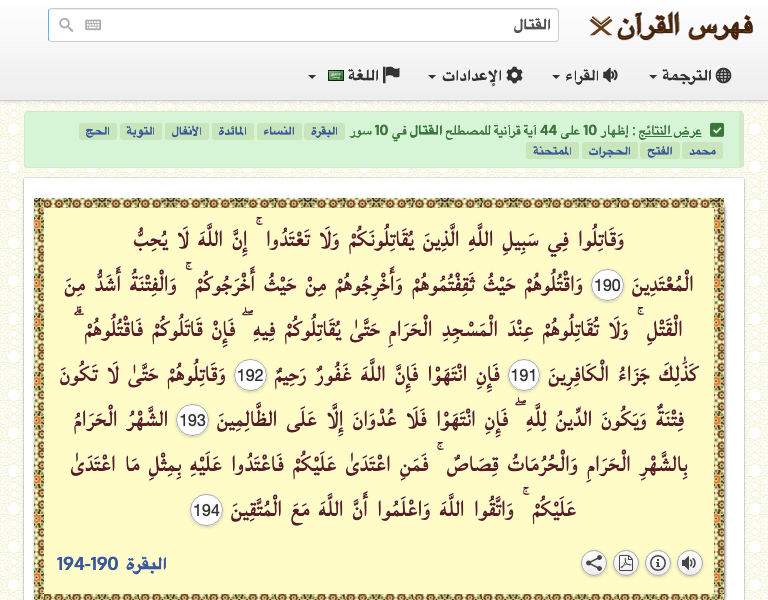 فهرس القرآن
القتال
الترجمة
القراء
الإعدادات
اللغة
عرض النتائج : إظهار 10 على 44 آية قرآنية للمصطلح القتال في 10 سور البقرة النساء المائدة الأنفال التوبة الحج
محمد الفتح الحجرات الممتحنة
وَقَاتِلُوا فِي سَبِيلِ اللَّهِ الَّذِينَ يُقَاتِلُونَكُمْ وَلَا تَعْتَدُوا ۚ إِنَّ اللَّهَ لَا يُحِبُّ
الْمُعْتَدِينَ 190 وَاقْتُلُوهُمْ حَيْثُ ثَقِفْتُمُوهُمْ وَأَخْرِجُوهُمْ مِنْ حَيْثُ أَخْرَجُوكُمْ ۚ وَالْفِتْنَةُ أَشَدُّ مِنَ
الْقَتْلِ ۚ وَلَا تُقَاتِلُوهُمْ عِنْدَ الْمَسْجِدِ الْحَرَامِ حَتَّىٰ يُقَاتِلُوكُمْ فِيهِ ۖ فَإِنْ قَاتَلُوكُمْ فَاقْتُلُوهُمْ ۗ
كَذَٰلِكَ جَزَاءُ الْكَافِرِينَ 191 فَإِنِ انْتَهَوْا فَإِنَّ اللَّهَ غَفُورٌ رَحِيمٌ 192 وَقَاتِلُوهُمْ حَتَّىٰ لَا تَكُونَ
فِتْنَةٌ وَيَكُونَ الدِّينُ لِلَّهِ ۖ فَإِنِ انْتَهَوْا فَلَا عُدْوَانَ إِلَّا عَلَى الظَّالِمِينَ 193 الشَّهْرُ الْحَرَامُ
بِالشَّهْرِ الْحَرَامِ وَالْحُرُمَاتُ قِصَاصٌ ۚ فَمَنِ اعْتَدَىٰ عَلَيْكُمْ فَاعْتَدُوا عَلَيْهِ بِمِثْلِ مَا اعْتَدَىٰ
عَلَيْكُمْ ۚ وَاتَّقُوا اللَّهَ وَاعْلَمُوا أَنَّ اللَّهَ مَعَ الْمُتَّقِينَ 194
البقرة 190-194